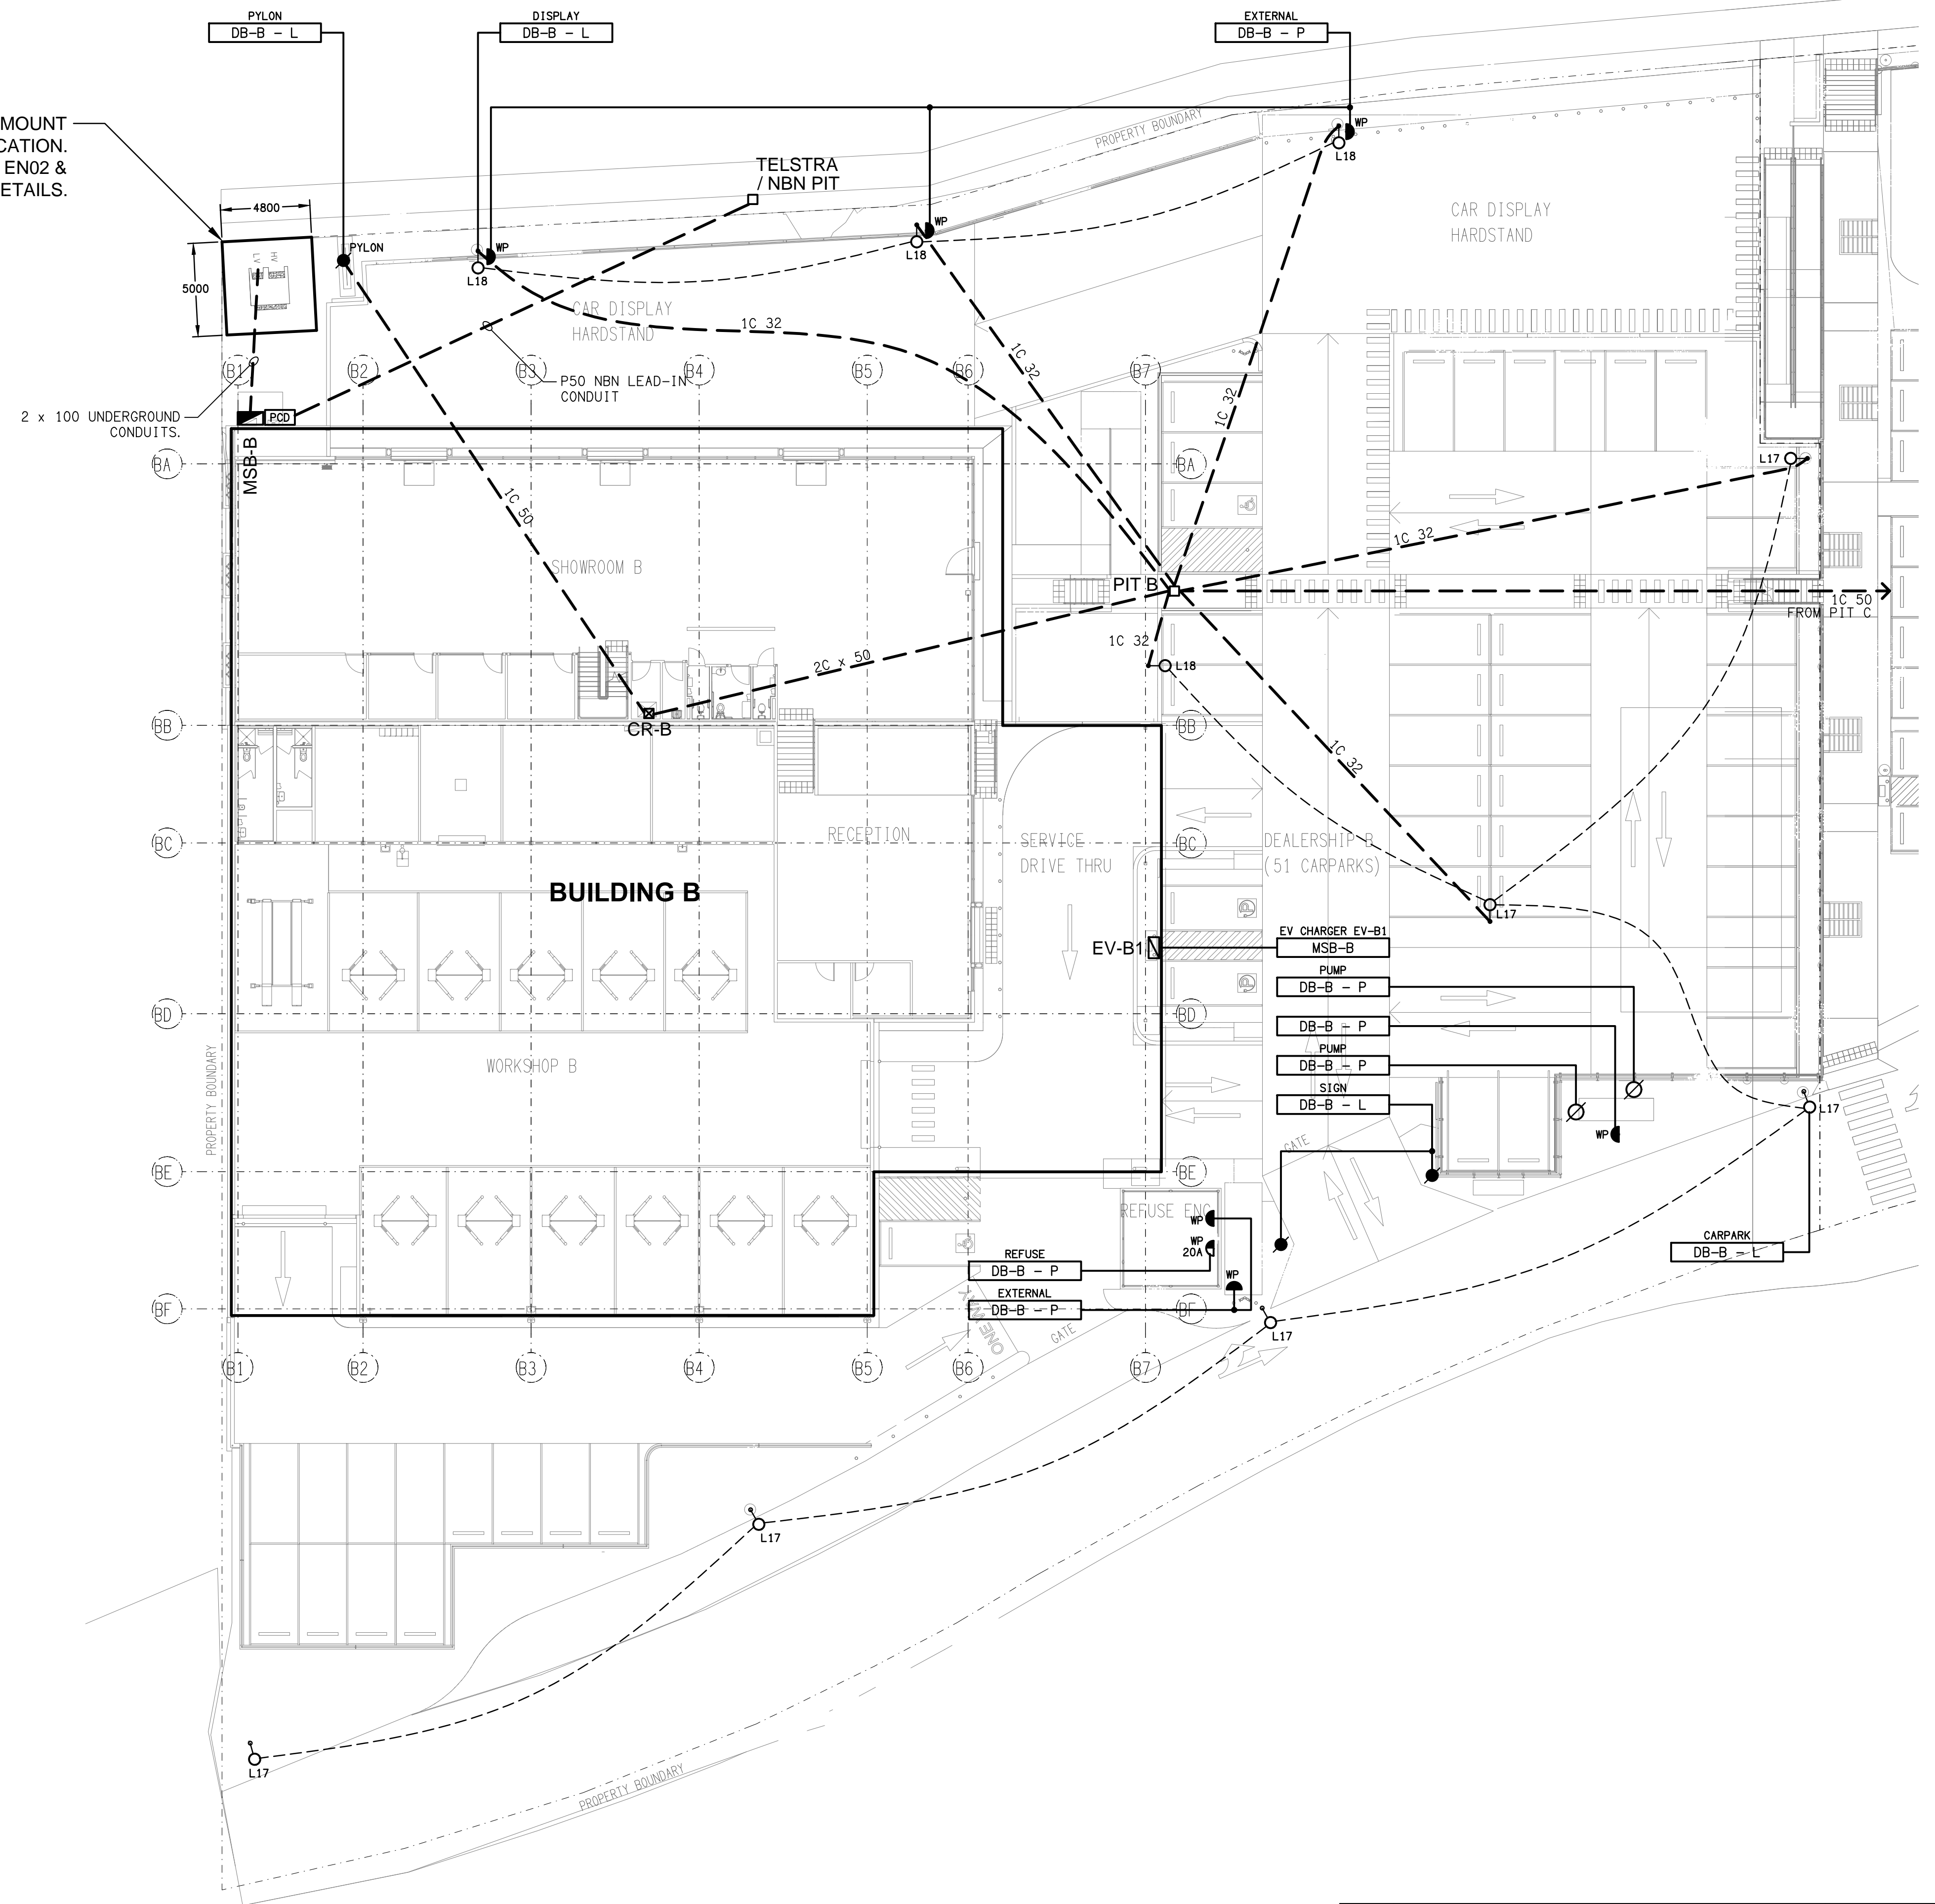 PYLON
DB-B - L
DISPLAY
DB-B - L
EXTERNAL
DB-B - P
MOUNT
CATION.
EN02 &
ETAILS.
TELSTRA
/ NBN PIT
PROPERTY BOUNDARY
WP
L18
4800
5000
HV
LV
PYLON
WP
L18
WP
L18
CAR DISPLAY
HARDSTAND
CAR DISPLAY
HARDSTAND
1C 32
1C 32
1C 32
B1
B2
B3
B4
B5
B6
B7
P50 NBN LEAD-IN
CONDUIT
2 x 100 UNDERGROUND
CONDUITS.
PCD
MSB-B
BA
BA
L17
1C 50
1C 32
SHOWROOM B
PIT B
1C 50
FROM PIT C
1C 32
L18
2C x 50
CR-B
BB
BB
1C 32
RECEPTION
SERVICE
DRIVE THRU
DEALERSHIP B
(51 CARPARKS)
BC
BC
BUILDING B
L17
EV-B1
EV CHARGER EV-B1
MSB-B
PUMP
DB-B - P
BD
BD
DB-B - P
PUMP
DB-B - P
SIGN
DB-B - L
WORKSHOP B
PROPERTY BOUNDARY
L17
WP
GATE
BE
BE
REFUSE ENC
WP
WP
20A
CARPARK
DB-B - L
REFUSE
DB-B - P
WP
EXTERNAL
DB-B - P
BF
BF
L17
ONEWAY
GATE
B1
B2
B3
B4
B5
B6
B7
L17
L17
PROPERTY BOUNDARY